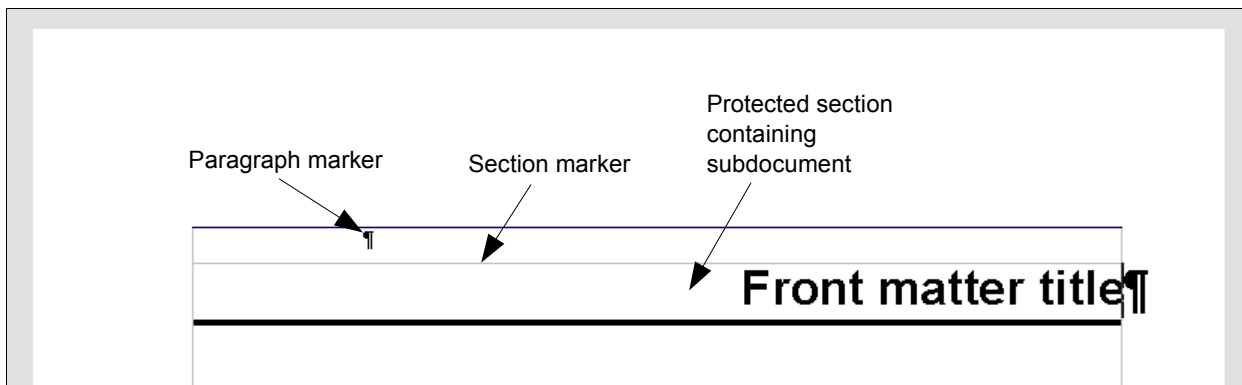 Protected section
containing
subdocument
Paragraph marker
Section marker
¶
Front matter title¶